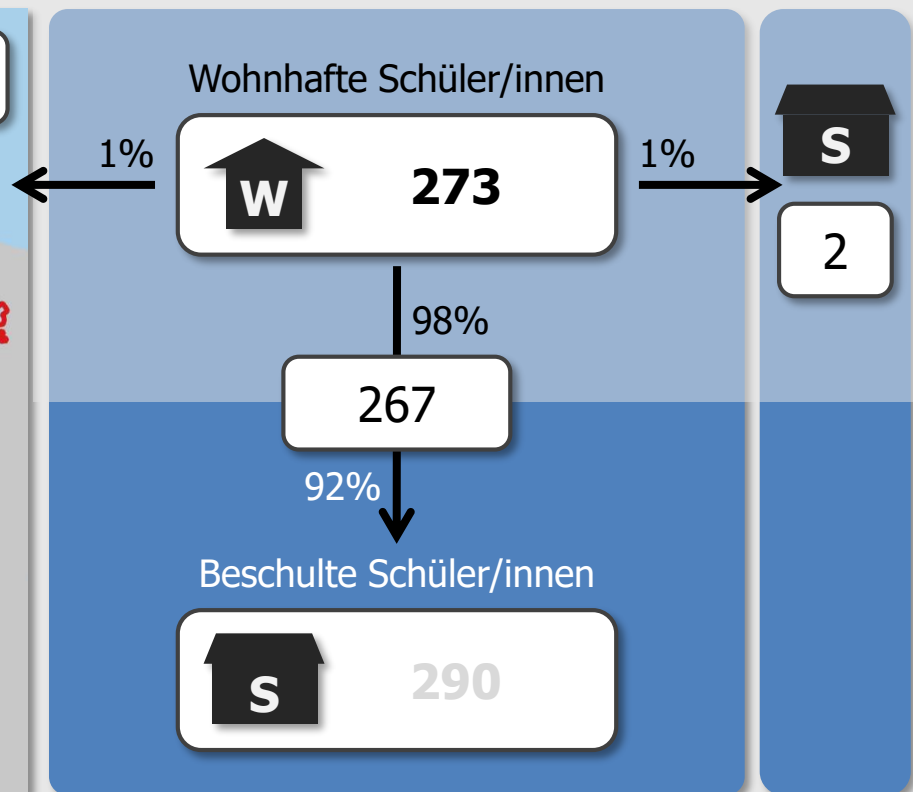 Wohnhafte Schüler/innen
1%
W
273
1%
S
2
98%
267
92%
Beschulte Schüler/innen
S
290